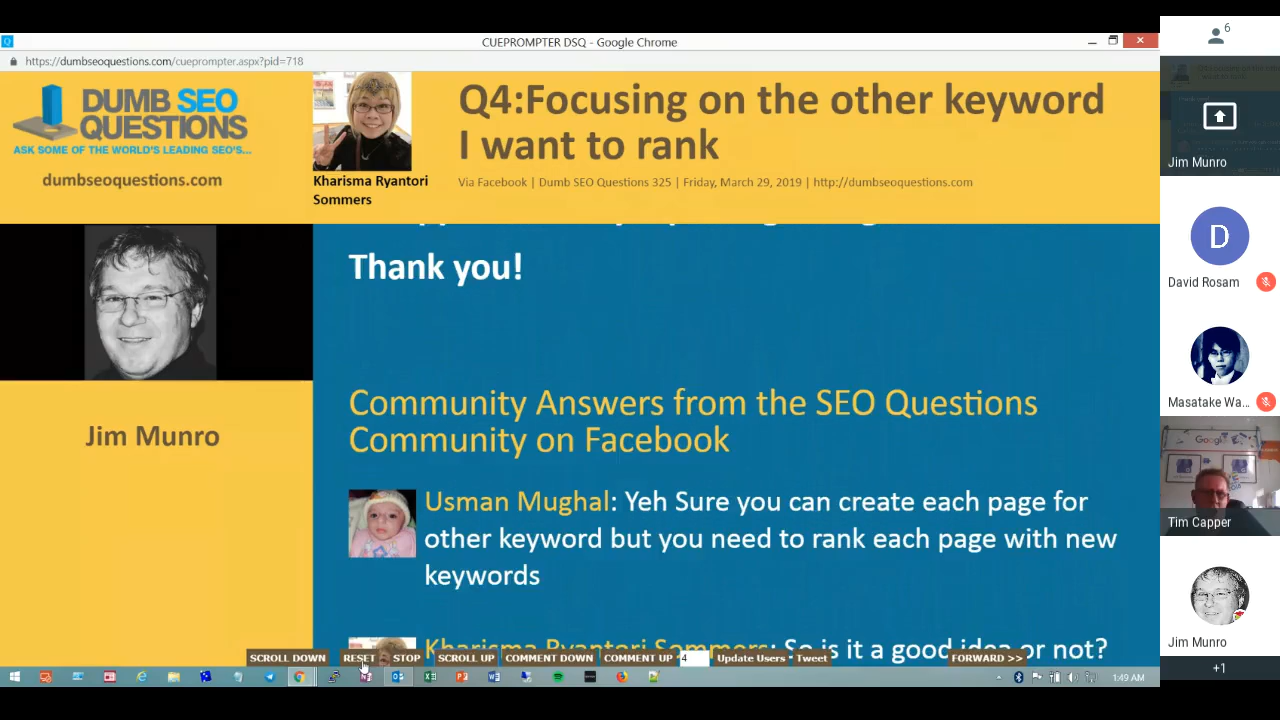 CUEPROMPTER DSQ - Google Chrome
https://dumbseoquestions.com/cueprompter.aspx?pid=718
DUMB SEO
QUESTIONS
ASK SOME OF THE WORLD'S LEADING SEO'S...
dumbseoquestions.com
Kharisma Ryantori
Sommers
Q4:Focusing on the other keyword
I want to rank
Via Facebook | Dumb SEO Questions 325 | Friday, March 29, 2019 | http://dumbseoquestions.com
Jim Munro
Thank you!
Community Answers from the SEO Questions
Community on Facebook
Usman Mughal: Yeh Sure you can create each page for
other keyword but you need to rank each page with new
keywords
Kharisma Ryantori Sommers: So is it a good idea or not?
SCROLL DOWN
RESET
STOP
SCROLL UP
COMMENT DOWN
COMMENT UP
4
Update Users
Tweet
FORWARD >>
1:49 AM
6
Jim Munro
D
David Rosam
Masatake Wa...
Google
Tim Capper
Jim Munro
+1